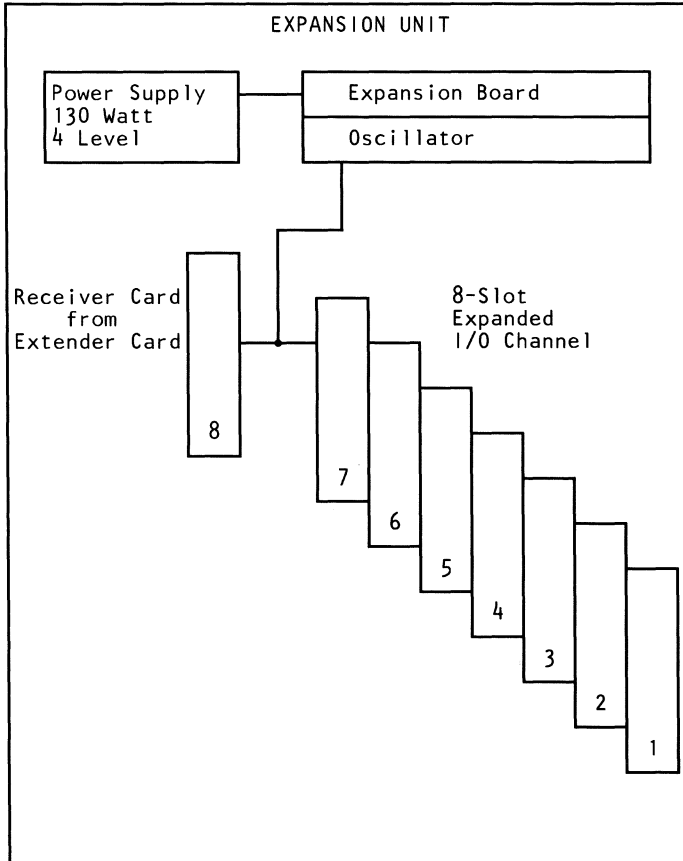 EXPANSION UNIT
Power Supply
130 Watt
4 Level
Expansion Board
Oscillator
Receiver Card
from
Extender Card
8-Slot
Expanded
I/O Channel
8
7
6
5
4
3
2
1